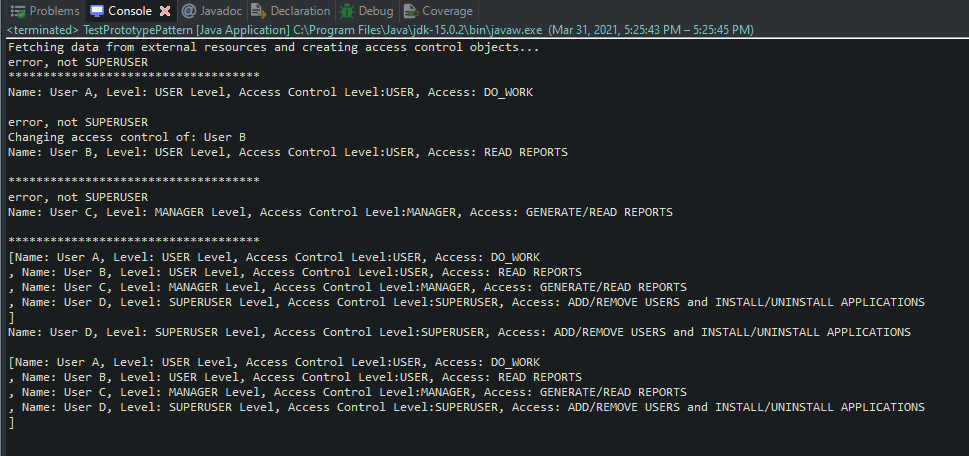 Problems Console Javadoc Declaration Debug Coverage
<terminated> TestPrototypePattern [Java Application] C:\Program Files\Java\jdk-15.0.2\bin\javaw.exe (Mar 31, 2021, 5:25:43 PM – 5:25:45 PM)
Fetching data from external resources and creating access control objects...
error, not SUPERUSER
************************************
Name: User A, Level: USER Level, Access Control Level:USER, Access: DO_WORK
error, not SUPERUSER
Changing access control of: User B
Name: User B, Level: USER Level, Access Control Level:USER, Access: READ REPORTS
************************************
error, not SUPERUSER
Name: User C, Level: MANAGER Level, Access Control Level:MANAGER, Access: GENERATE/READ REPORTS
************************************
[Name: User A, Level: USER Level, Access Control Level:USER, Access: DO_WORK
, Name: User B, Level: USER Level, Access Control Level:USER, Access: READ REPORTS
, Name: User C, Level: MANAGER Level, Access Control Level:MANAGER, Access: GENERATE/READ REPORTS
, Name: User D, Level: SUPERUSER Level, Access Control Level:SUPERUSER, Access: ADD/REMOVE USERS and INSTALL/UNINSTALL APPLICATIONS
]
Name: User D, Level: SUPERUSER Level, Access Control Level:SUPERUSER, Access: ADD/REMOVE USERS and INSTALL/UNINSTALL APPLICATIONS
[Name: User A, Level: USER Level, Access Control Level:USER, Access: DO_WORK
, Name: User B, Level: USER Level, Access Control Level:USER, Access: READ REPORTS
, Name: User C, Level: MANAGER Level, Access Control Level:MANAGER, Access: GENERATE/READ REPORTS
, Name: User D, Level: SUPERUSER Level, Access Control Level:SUPERUSER, Access: ADD/REMOVE USERS and INSTALL/UNINSTALL APPLICATIONS
]